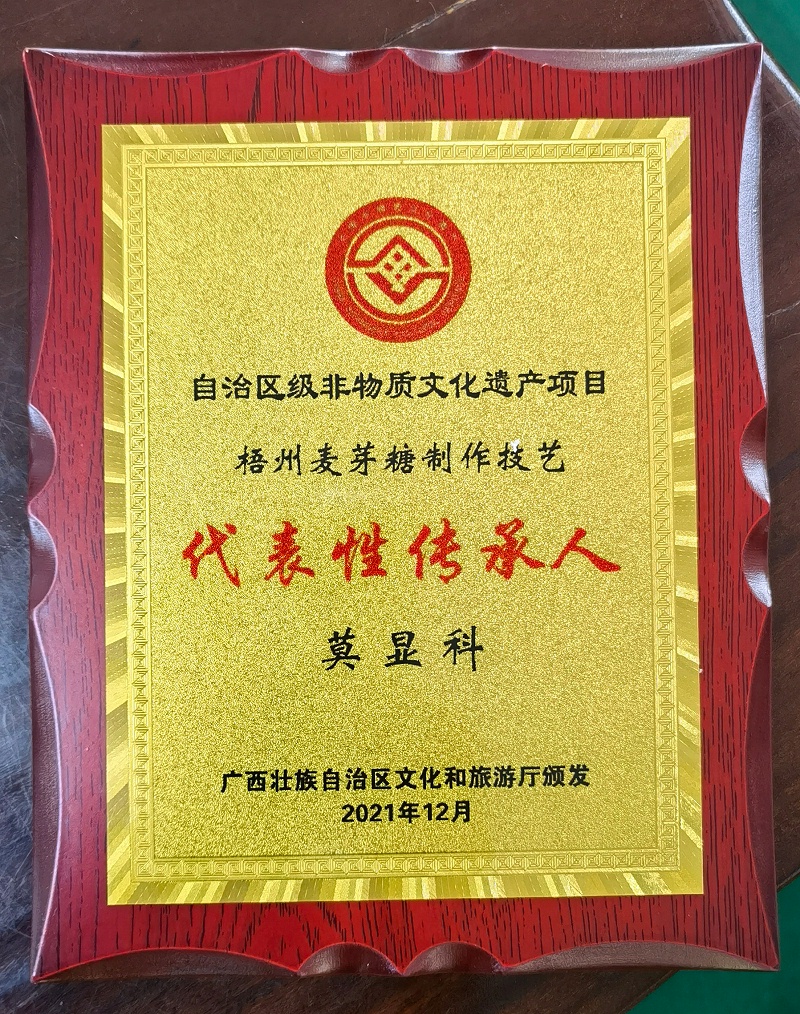 自治区级非物质文化遗产项目
梧州麦芽糖制作技艺
代表性传承人
莫显科
广西壮族自治区文化和旅游厅颁发
2021年12月